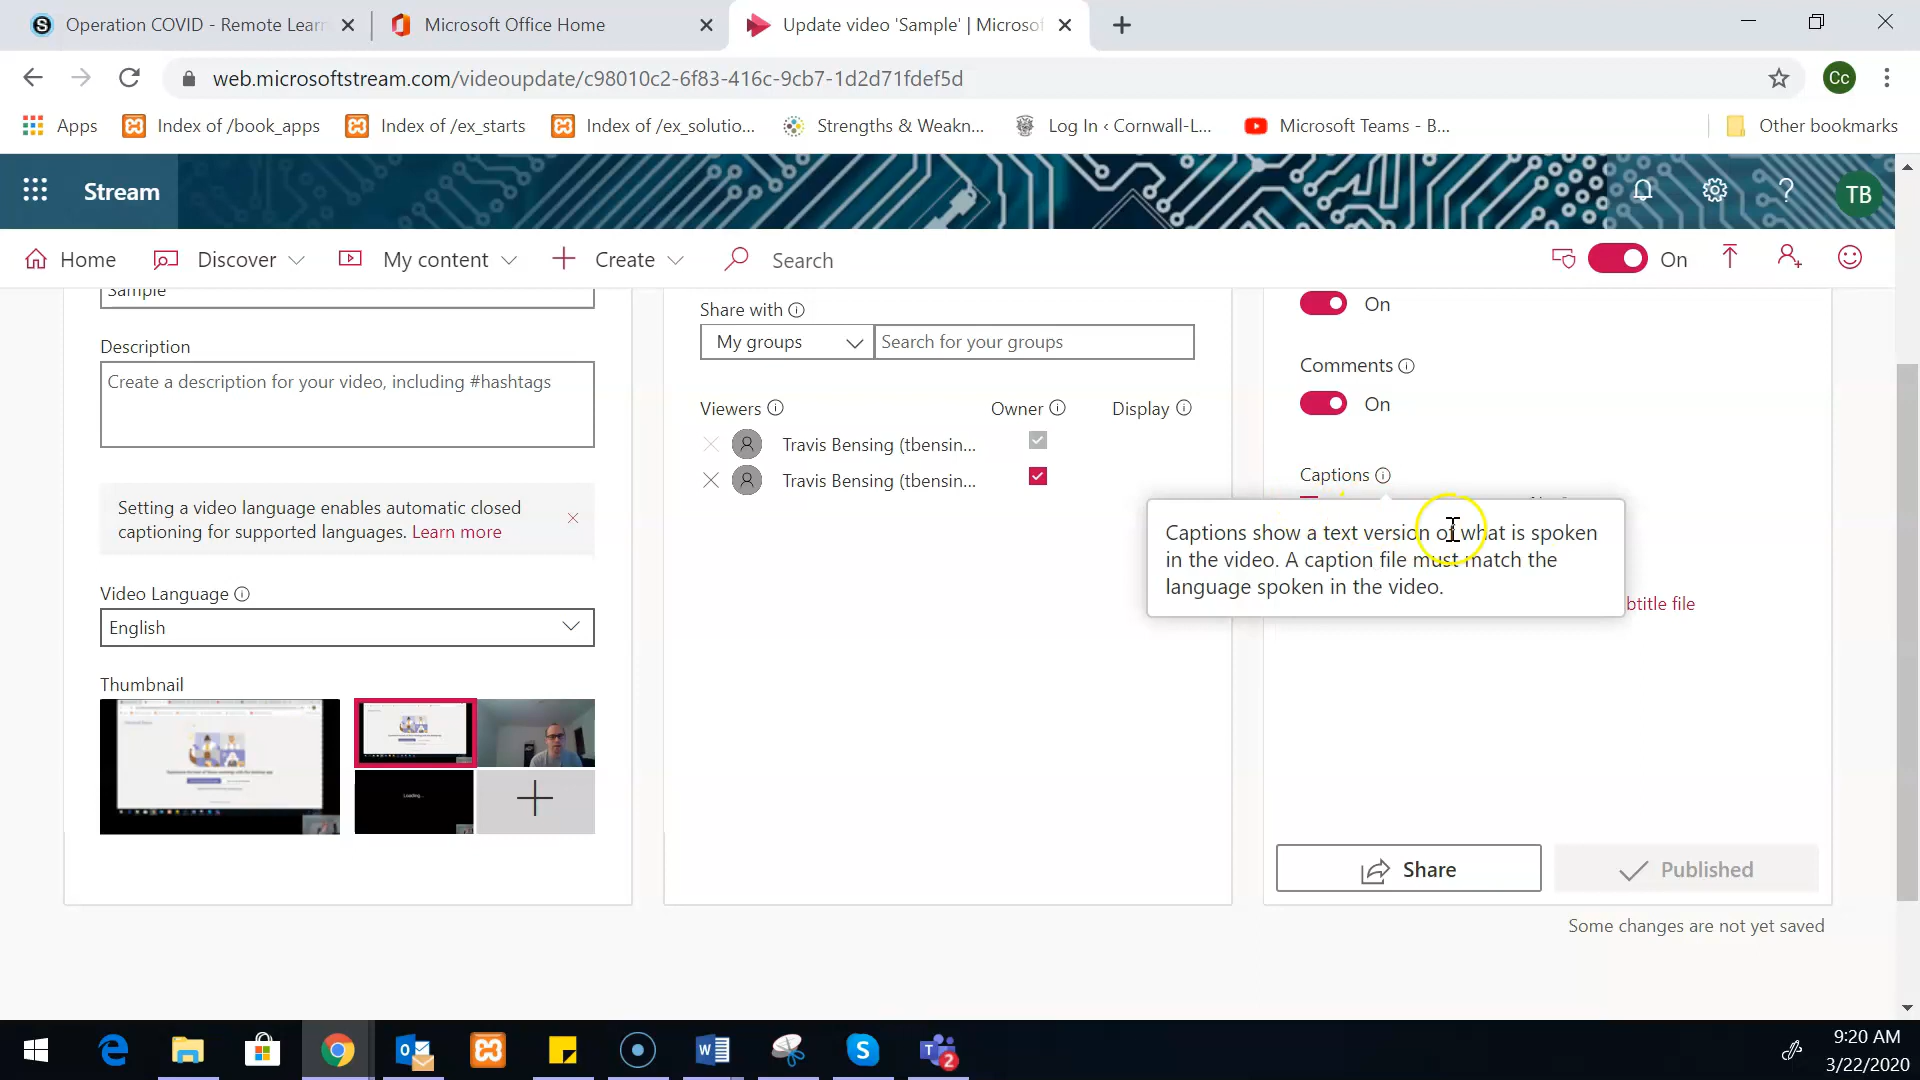 Operation COVID - Remote Lear
Microsoft Office Home
Update video 'Sample' | Microso
web.microsoftstream.com/videoupdate/c98010c2-6f83-416c-9cb7-1d2d71fdef5d
Cc
Apps
Index of /book_apps
Index of /ex_starts
Index of /ex_solutio...
Strengths & Weakn...
Log In ‹ Cornwall-L...
Microsoft Teams - B...
Other bookmarks
Stream
TB
Home
Discover
My content
Create
Search
On
Sample
Description
Create a description for your video, including #hashtags
Setting a video language enables automatic closed
captioning for supported languages. Learn more
Video Language
English
Thumbnail
Loading...
Share with
My groups
Search for your groups
Viewers
Owner
Display
Travis Bensing (tbensin...
Travis Bensing (tbensin...
On
Comments
On
Captions
Captions show a text version of what is spoken
in the video. A caption file must match the
language spoken in the video.
btitle file
Share
Published
Some changes are not yet saved
2
9:20 AM
3/22/2020